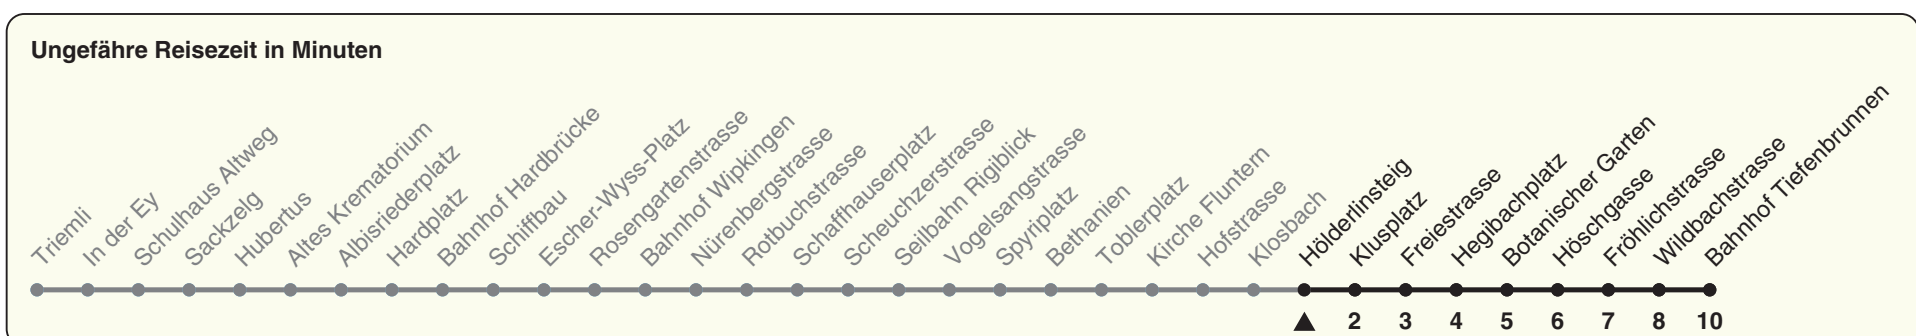 Ungefähre Reisezeit in Minuten
Triemli
In der Ey
Schulhaus Altweg
Sackzelg
Hubertus
Altes Krematorium
Albisriederplatz
Hardplatz
Bahnhof Hardbrücke
Schiffbau
Escher-Wyss-Platz
Rosengartenstrasse
Bahnhof Wipkingen
Nürenbergstrasse
Rotbuchstrasse
Schaffhauserplatz
Scheuchzerstrasse
Seilbahn Rigiblick
Vogelsangstrasse
Spyriplatz
Bethanien
Toblerplatz
Kirche Fluntern
Hofstrasse
Klosbach
Hölderlinsteig
Klusplatz
Freiestrasse
Hegibachplatz
Botanischer Garten
Höschgasse
Fröhlichstrasse
Wildbachstrasse
Bahnhof Tiefenbrunnen
2 3 4 5 6 7 8 10